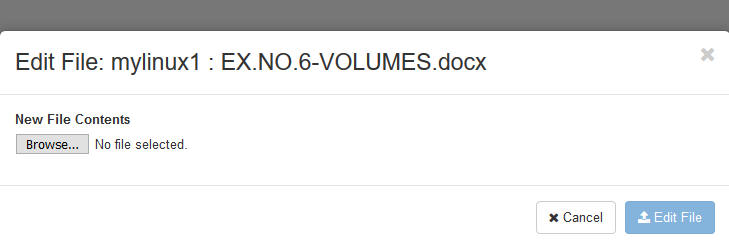 Edit File: mylinux1 : EX.NO.6-VOLUMES.docx
New File Contents
Browse... No file selected.
Cancel Edit File